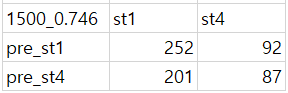 1500_0.746 st1 st4
pre_st1 252 92
pre_st4 201 87